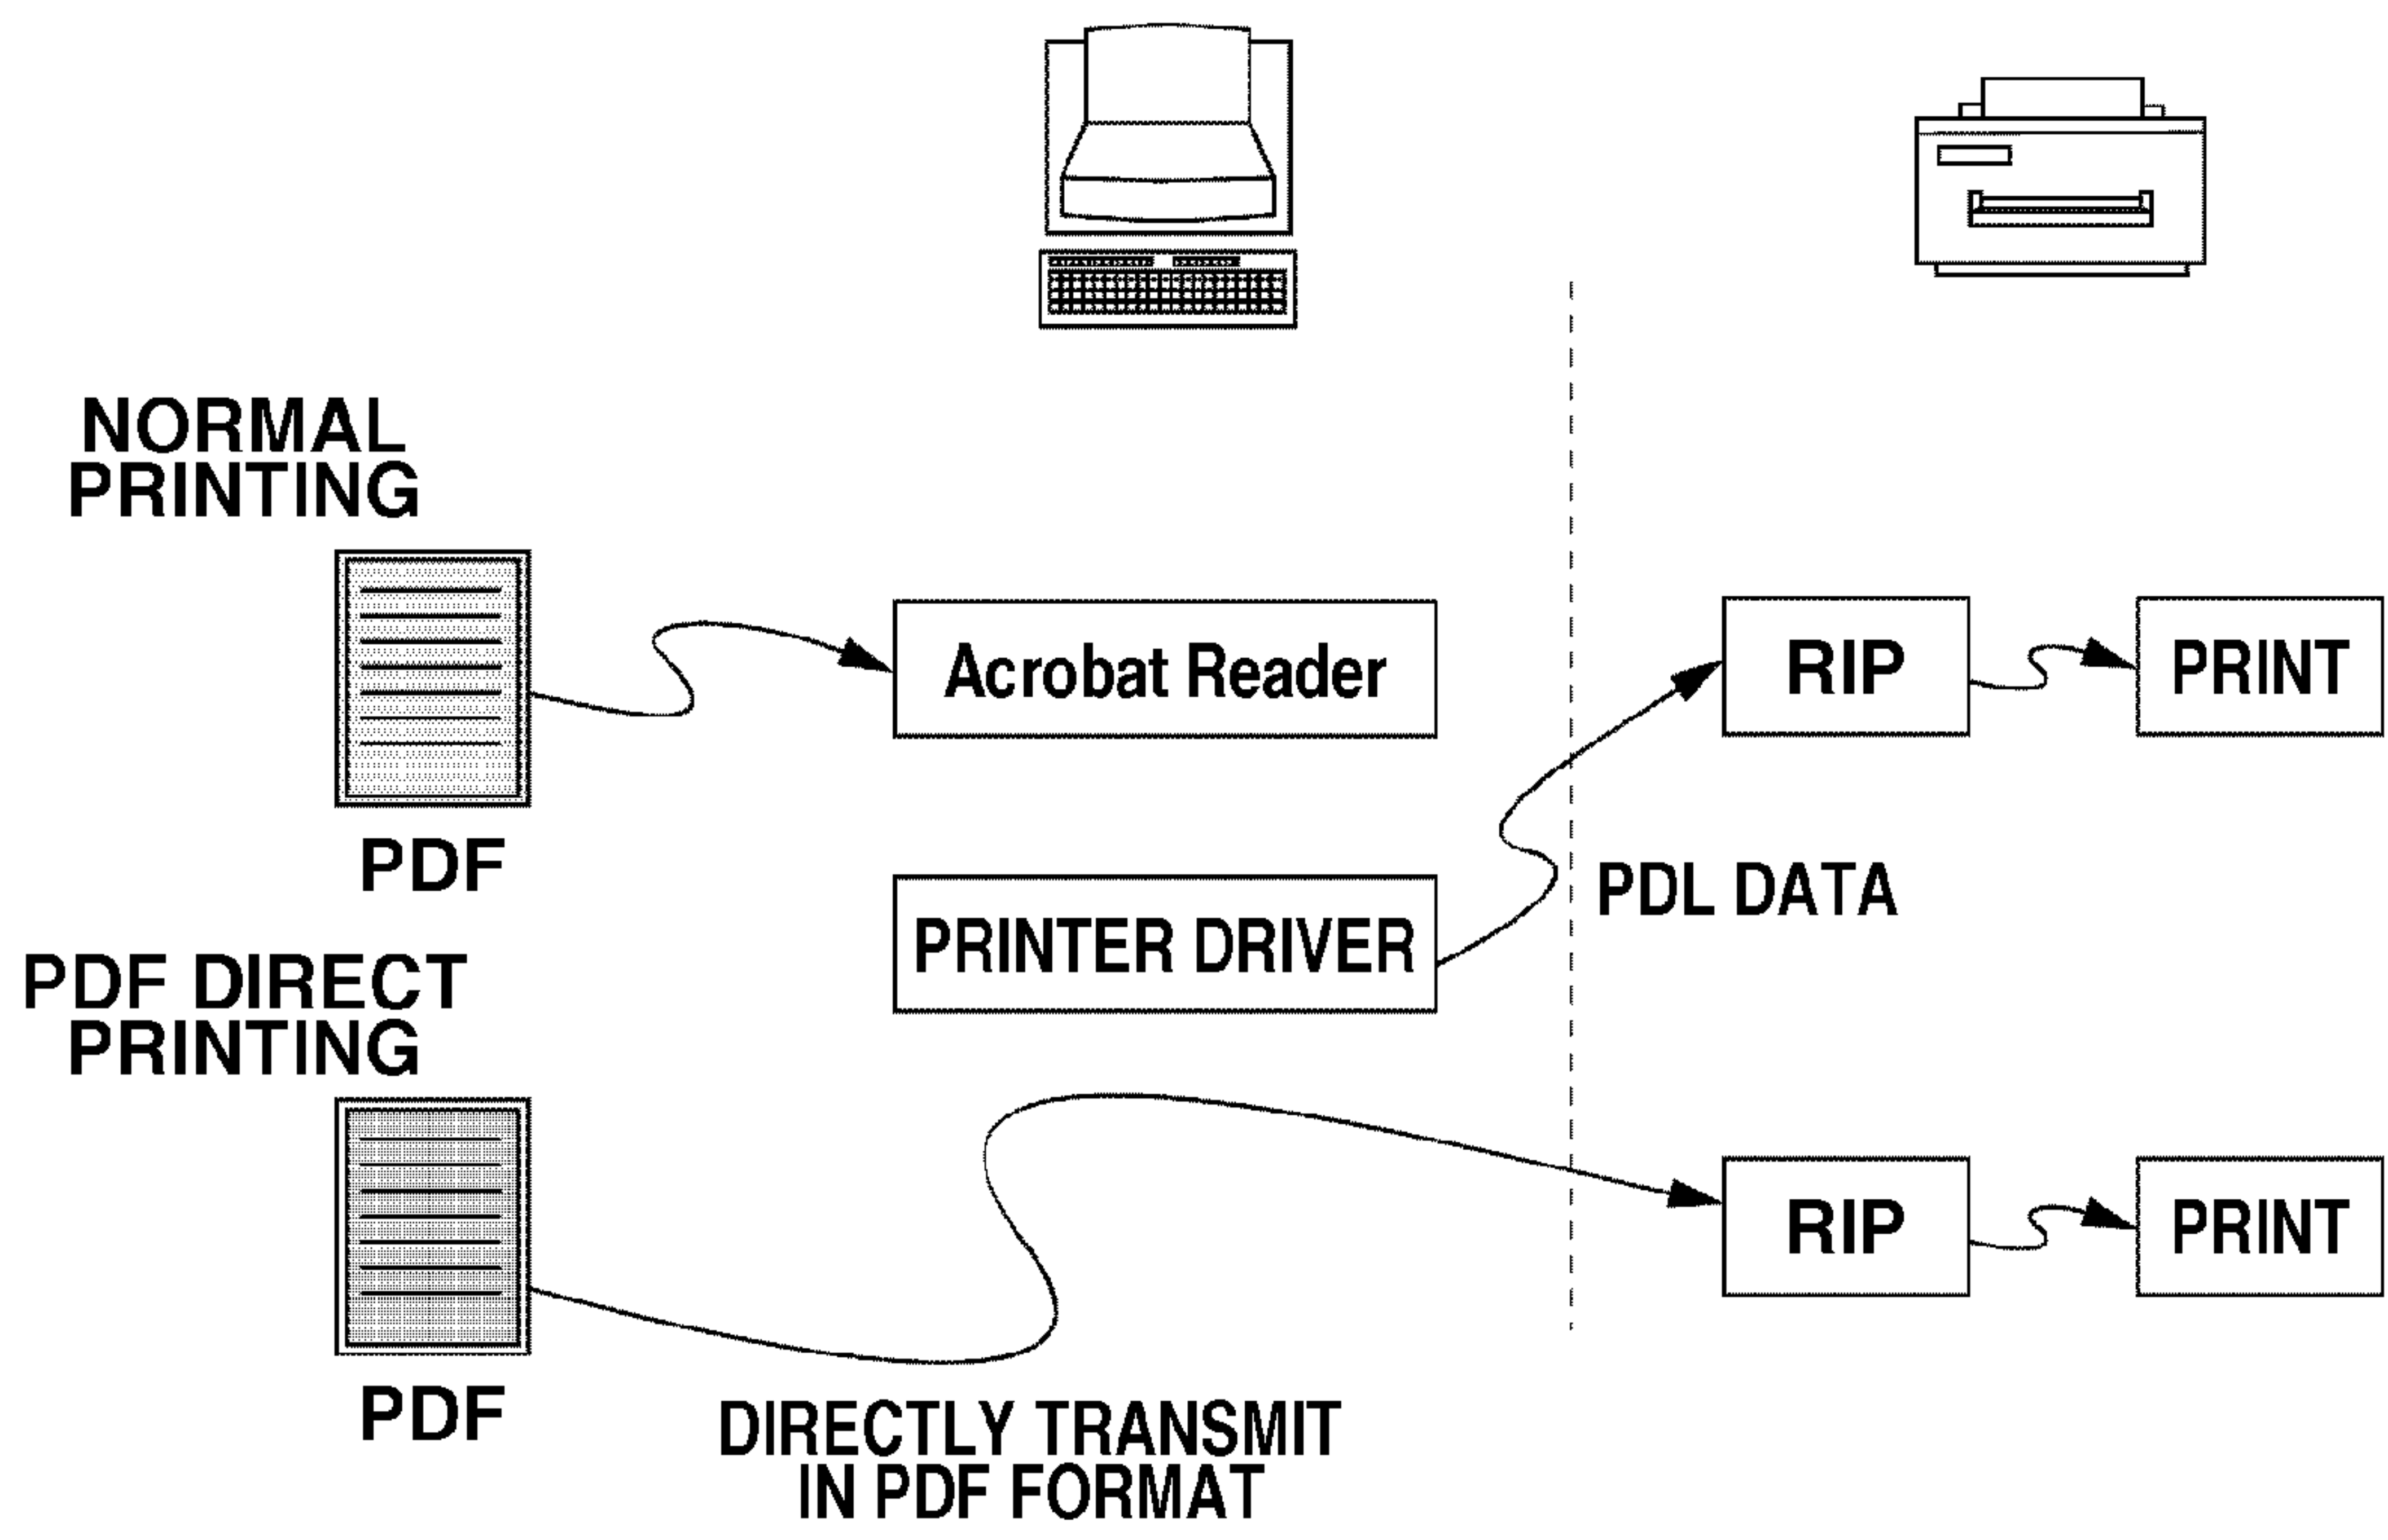 NORMAL
PRINTING
PDF
Acrobat Reader
PRINTER DRIVER
PDL DATA
RIP
PRINT
PDF DIRECT
PRINTING
PDF
DIRECTLY TRANSMIT
IN PDF FORMAT
RIP
PRINT